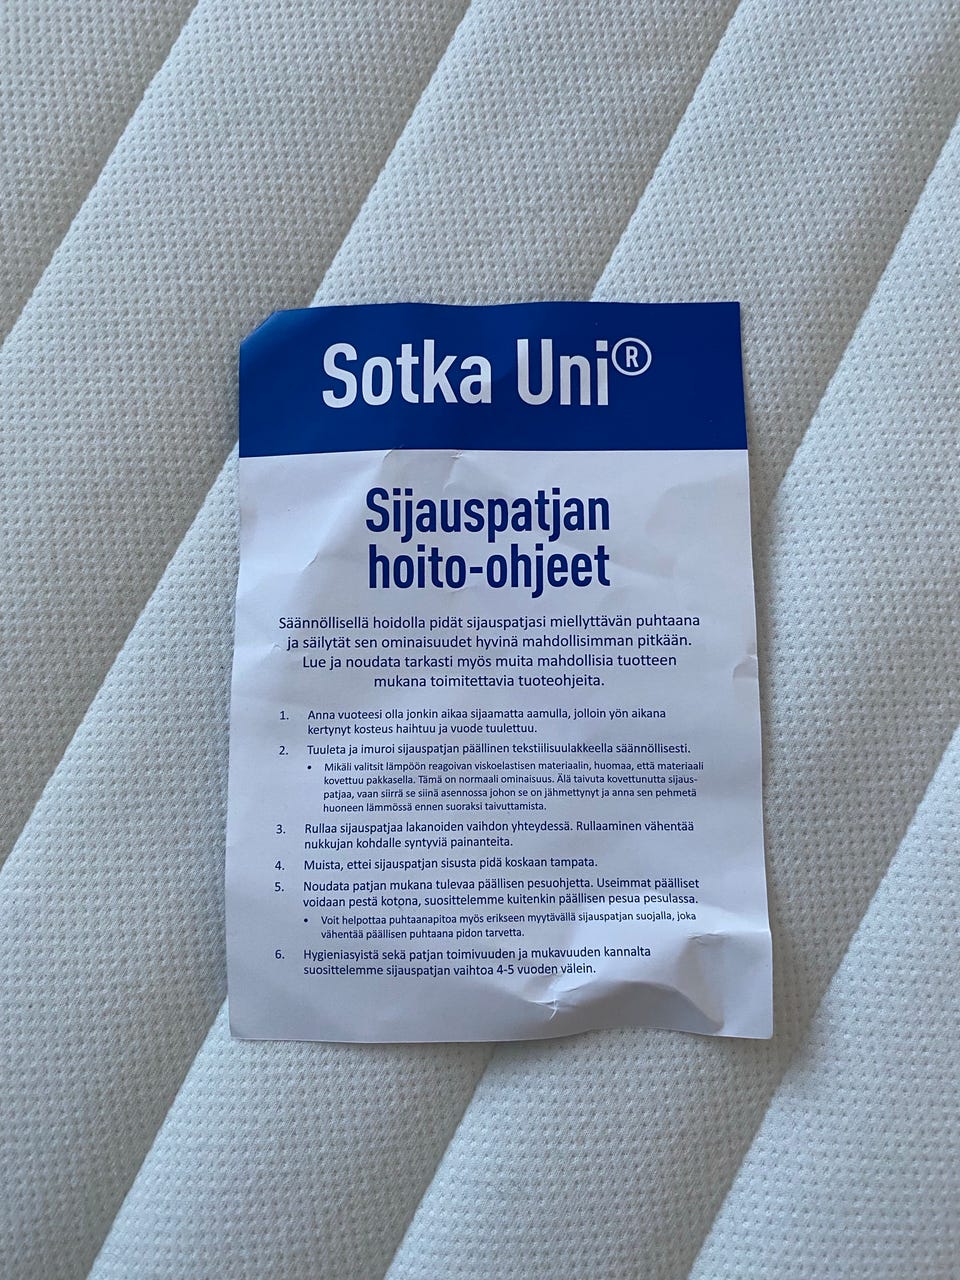 Sotka Uni®
Sijauspatjan
hoito-ohjeet
Säännöllisellä hoidolla pidät sijauspatjasi miellyttävän puhtaana
ja säilytät sen ominaisuudet hyvinä mahdollisimman pitkään.
Lue ja noudata tarkasti myös muita mahdollisia tuotteen
mukana toimitettavia tuoteohjeita.
1. Anna vuoteesi olla jonkin aikaa sijaamatta aamulla, jolloin yön aikana
kertynyt kosteus haihtuu ja vuode tuulettuu.
2. Tuuleta ja imuroi sijauspatjan päällinen tekstiilisuulakkeella säännöllisesti.
• Mikäli valitsit lämpöön reagoivan viskoelastisen materiaalin, huomaa, että materiaali
kovettuu pakkasella. Tämä on normaali ominaisuus. Älä taivuta kovettunutta sijaus-
patjaa, vaan siirrä se siinä asennossa johon se on jähmettynyt ja anna sen pehmetä
huoneen lämmössä ennen suoraksi taivuttamista.
3. Rullaa sijauspatjaa lakanoiden vaihdon yhteydessä. Rullaaminen vähentää
nukkujan kohdalle syntyviä painanteita.
4. Muista, ettei sijauspatjan sisusta pidä koskaan tampata.
5. Noudata patjan mukana tulevaa päällisen pesuohjetta. Useimmat päälliset
voidaan pestä kotona, suosittelemme kuitenkin päällisen pesua pesulassa.
• Voit helpottaa puhtaanapitoa myös erikseen myytävällä sijauspatjan suojalla, joka
vähentää päällisen puhtaana pidon tarvetta.
6. Hygieniasyistä sekä patjan toimivuuden ja mukavuuden kannalta
suosittelemme sijauspatjan vaihtoa 4-5 vuoden välein.